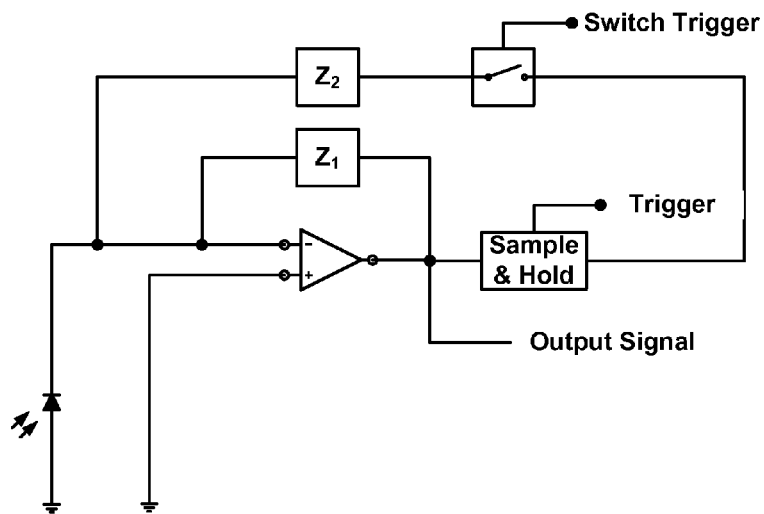 Switch Trigger
Z₂
Z₁
Trigger
Sample
& Hold
−
+
Output Signal